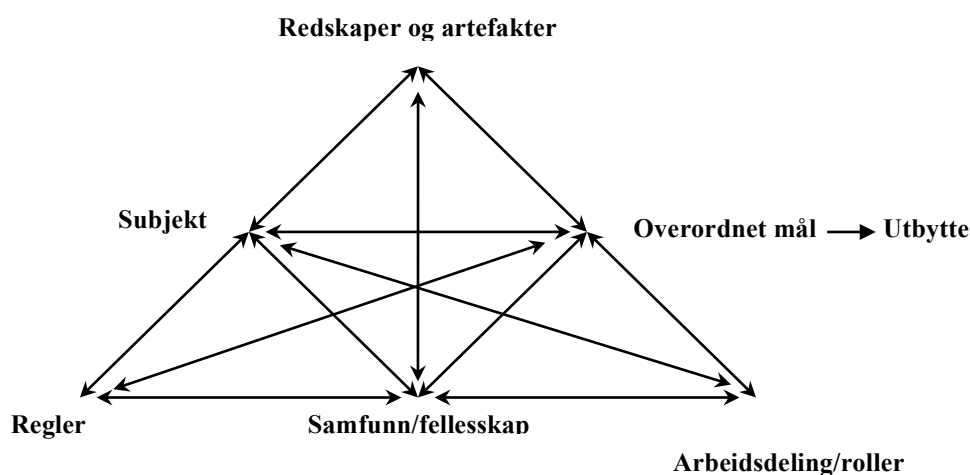 Redskaper og artefakter
Subjekt
Overordnet mål
Utbytte
Regler
Samfunn/fellesskap
Arbeidsdeling/roller